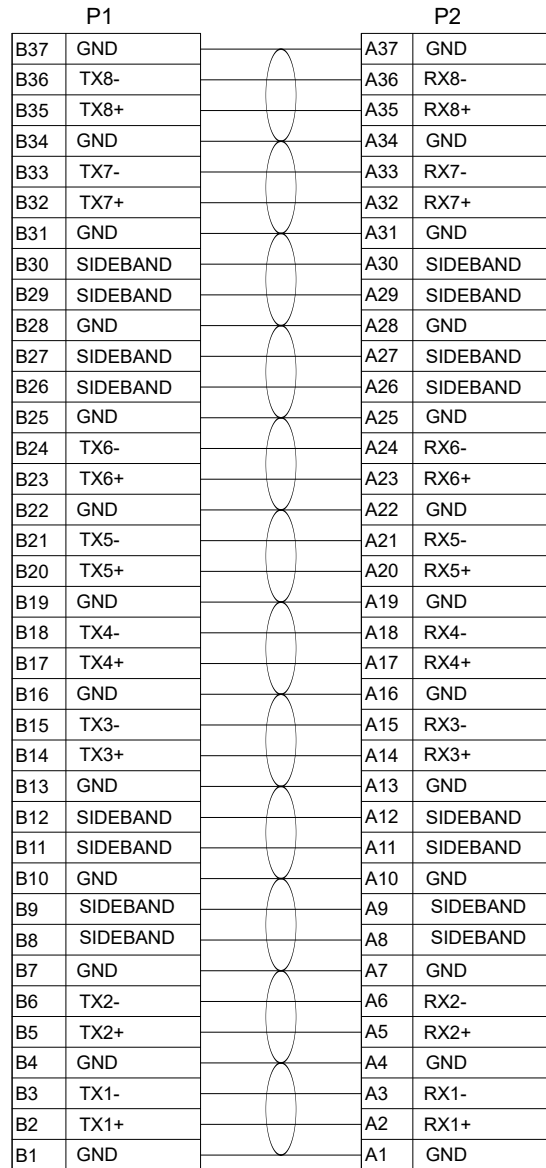 P1 P2
B37 GND A37 GND
B36 TX8- A36 RX8-
B35 TX8+ A35 RX8+
B34 GND A34 GND
B33 TX7- A33 RX7-
B32 TX7+ A32 RX7+
B31 GND A31 GND
B30 SIDEBAND A30 SIDEBAND
B29 SIDEBAND A29 SIDEBAND
B28 GND A28 GND
B27 SIDEBAND A27 SIDEBAND
B26 SIDEBAND A26 SIDEBAND
B25 GND A25 GND
B24 TX6- A24 RX6-
B23 TX6+ A23 RX6+
B22 GND A22 GND
B21 TX5- A21 RX5-
B20 TX5+ A20 RX5+
B19 GND A19 GND
B18 TX4- A18 RX4-
B17 TX4+ A17 RX4+
B16 GND A16 GND
B15 TX3- A15 RX3-
B14 TX3+ A14 RX3+
B13 GND A13 GND
B12 SIDEBAND A12 SIDEBAND
B11 SIDEBAND A11 SIDEBAND
B10 GND A10 GND
B9 SIDEBAND A9 SIDEBAND
B8 SIDEBAND A8 SIDEBAND
B7 GND A7 GND
B6 TX2- A6 RX2-
B5 TX2+ A5 RX2+
B4 GND A4 GND
B3 TX1- A3 RX1-
B2 TX1+ A2 RX1+
B1 GND A1 GND